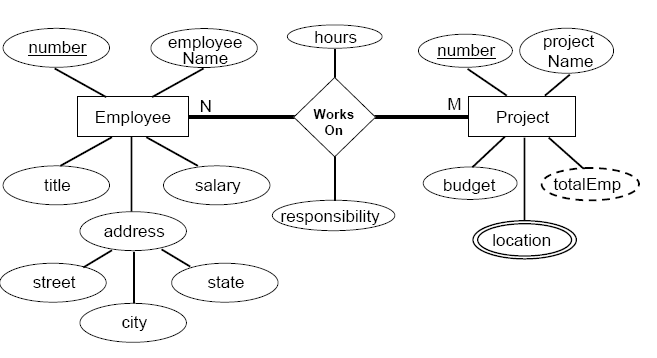 number
employee
Name
hours
number
project
Name
Employee
N
Works
On
M
Project
title
salary
responsibility
budget
totalEmp
address
location
street
state
city